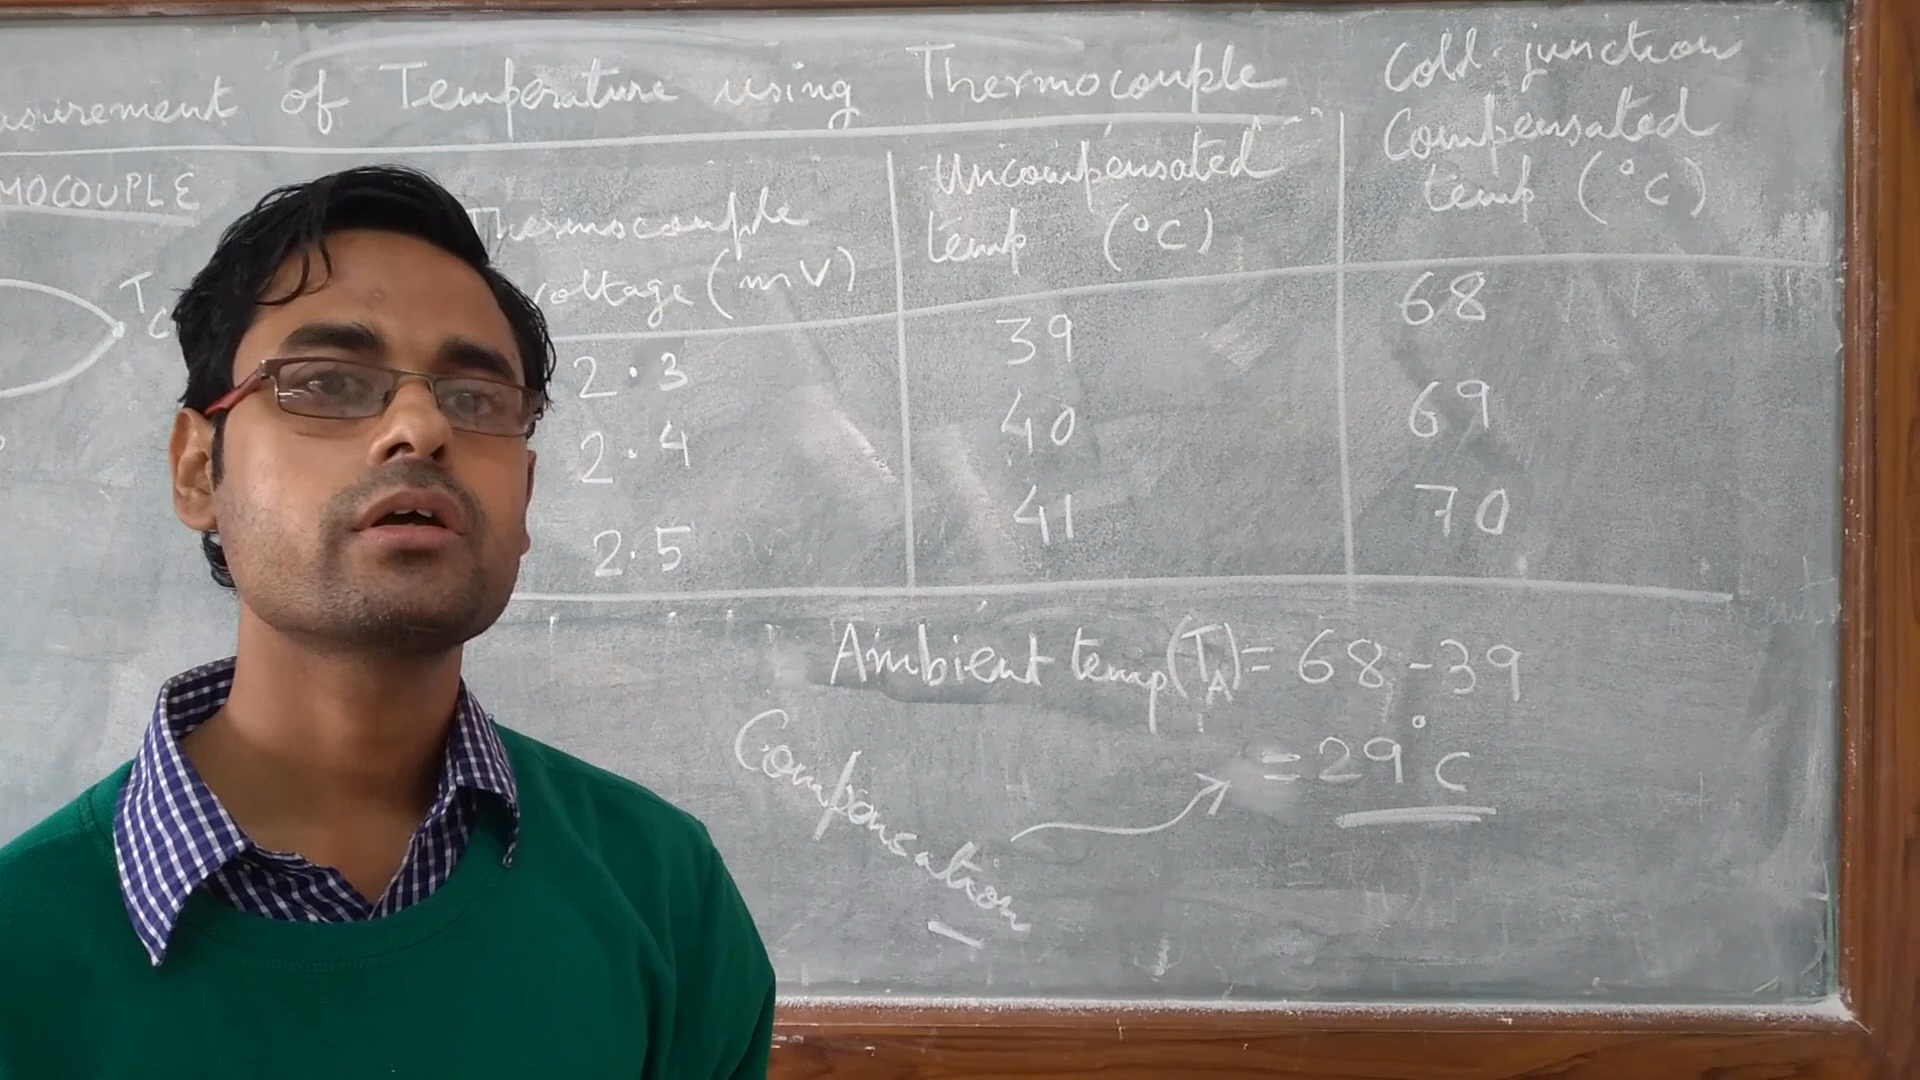 asurement of Temperature using Thermocouple
MOCOUPLE
T
C
Thermocouple
voltage (mV)
Uncompensated
temp (°C)
Cold-junction
Compensated
temp (°C)
2.3 39 68
2.4 40 69
2.5 41 70
Ambient temp (TA) = 68 - 39
= 29°C
Compencation